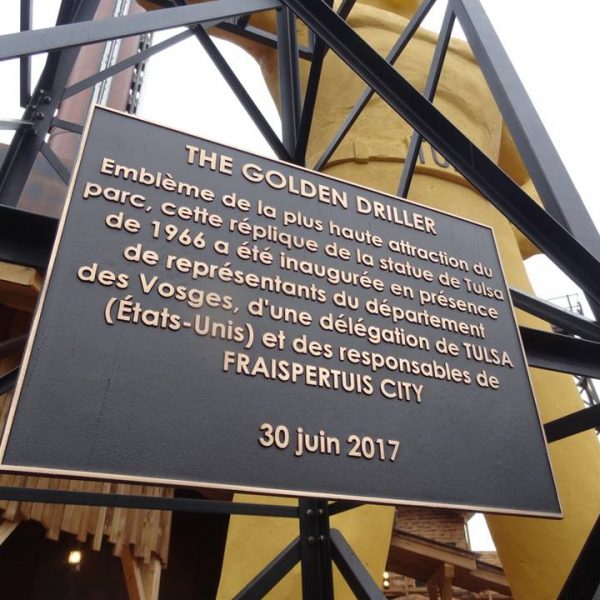 THE GOLDEN DRILLER
Emblème de la plus haute attraction du
parc, cette réplique de la statue de Tulsa
de 1966 a été inaugurée en présence
de représentants du département
des Vosges, d'une délégation de TULSA
(États-Unis) et des responsables de
FRAISPERTUIS CITY
30 juin 2017